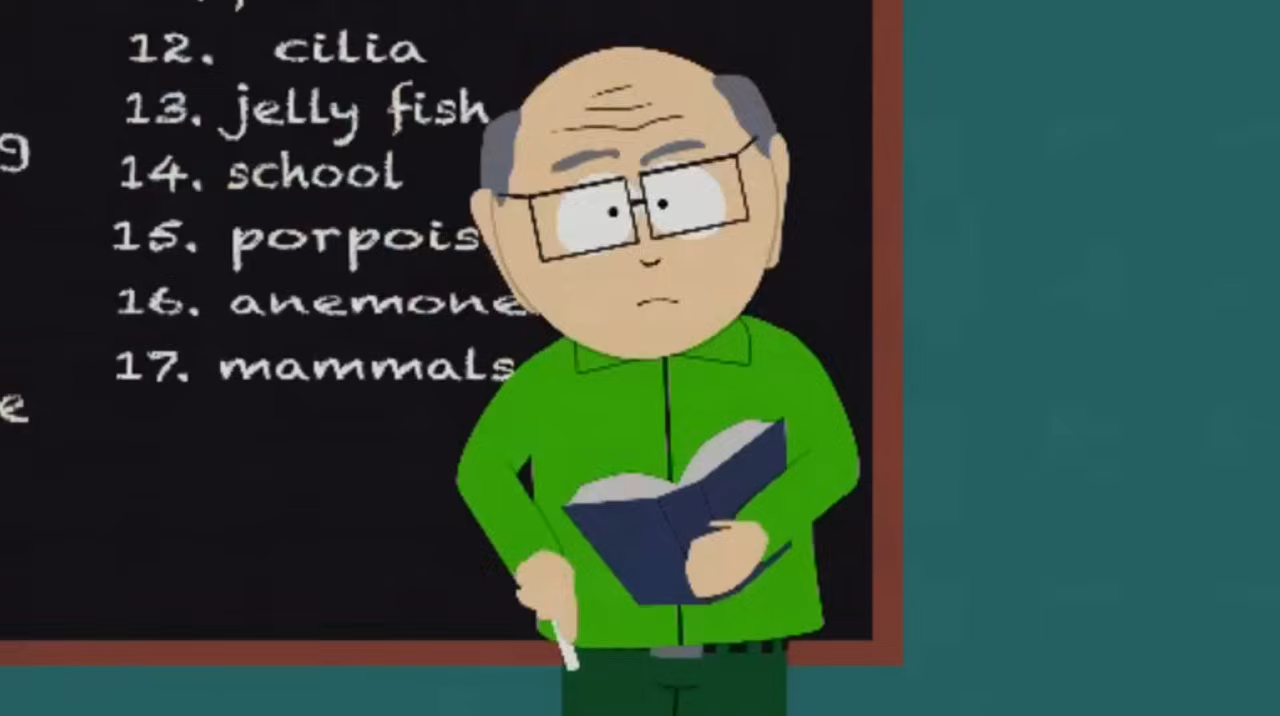 12. cilia
13. jelly fish
14. school
15. porpois
16. anemone
17. mammals
g
e